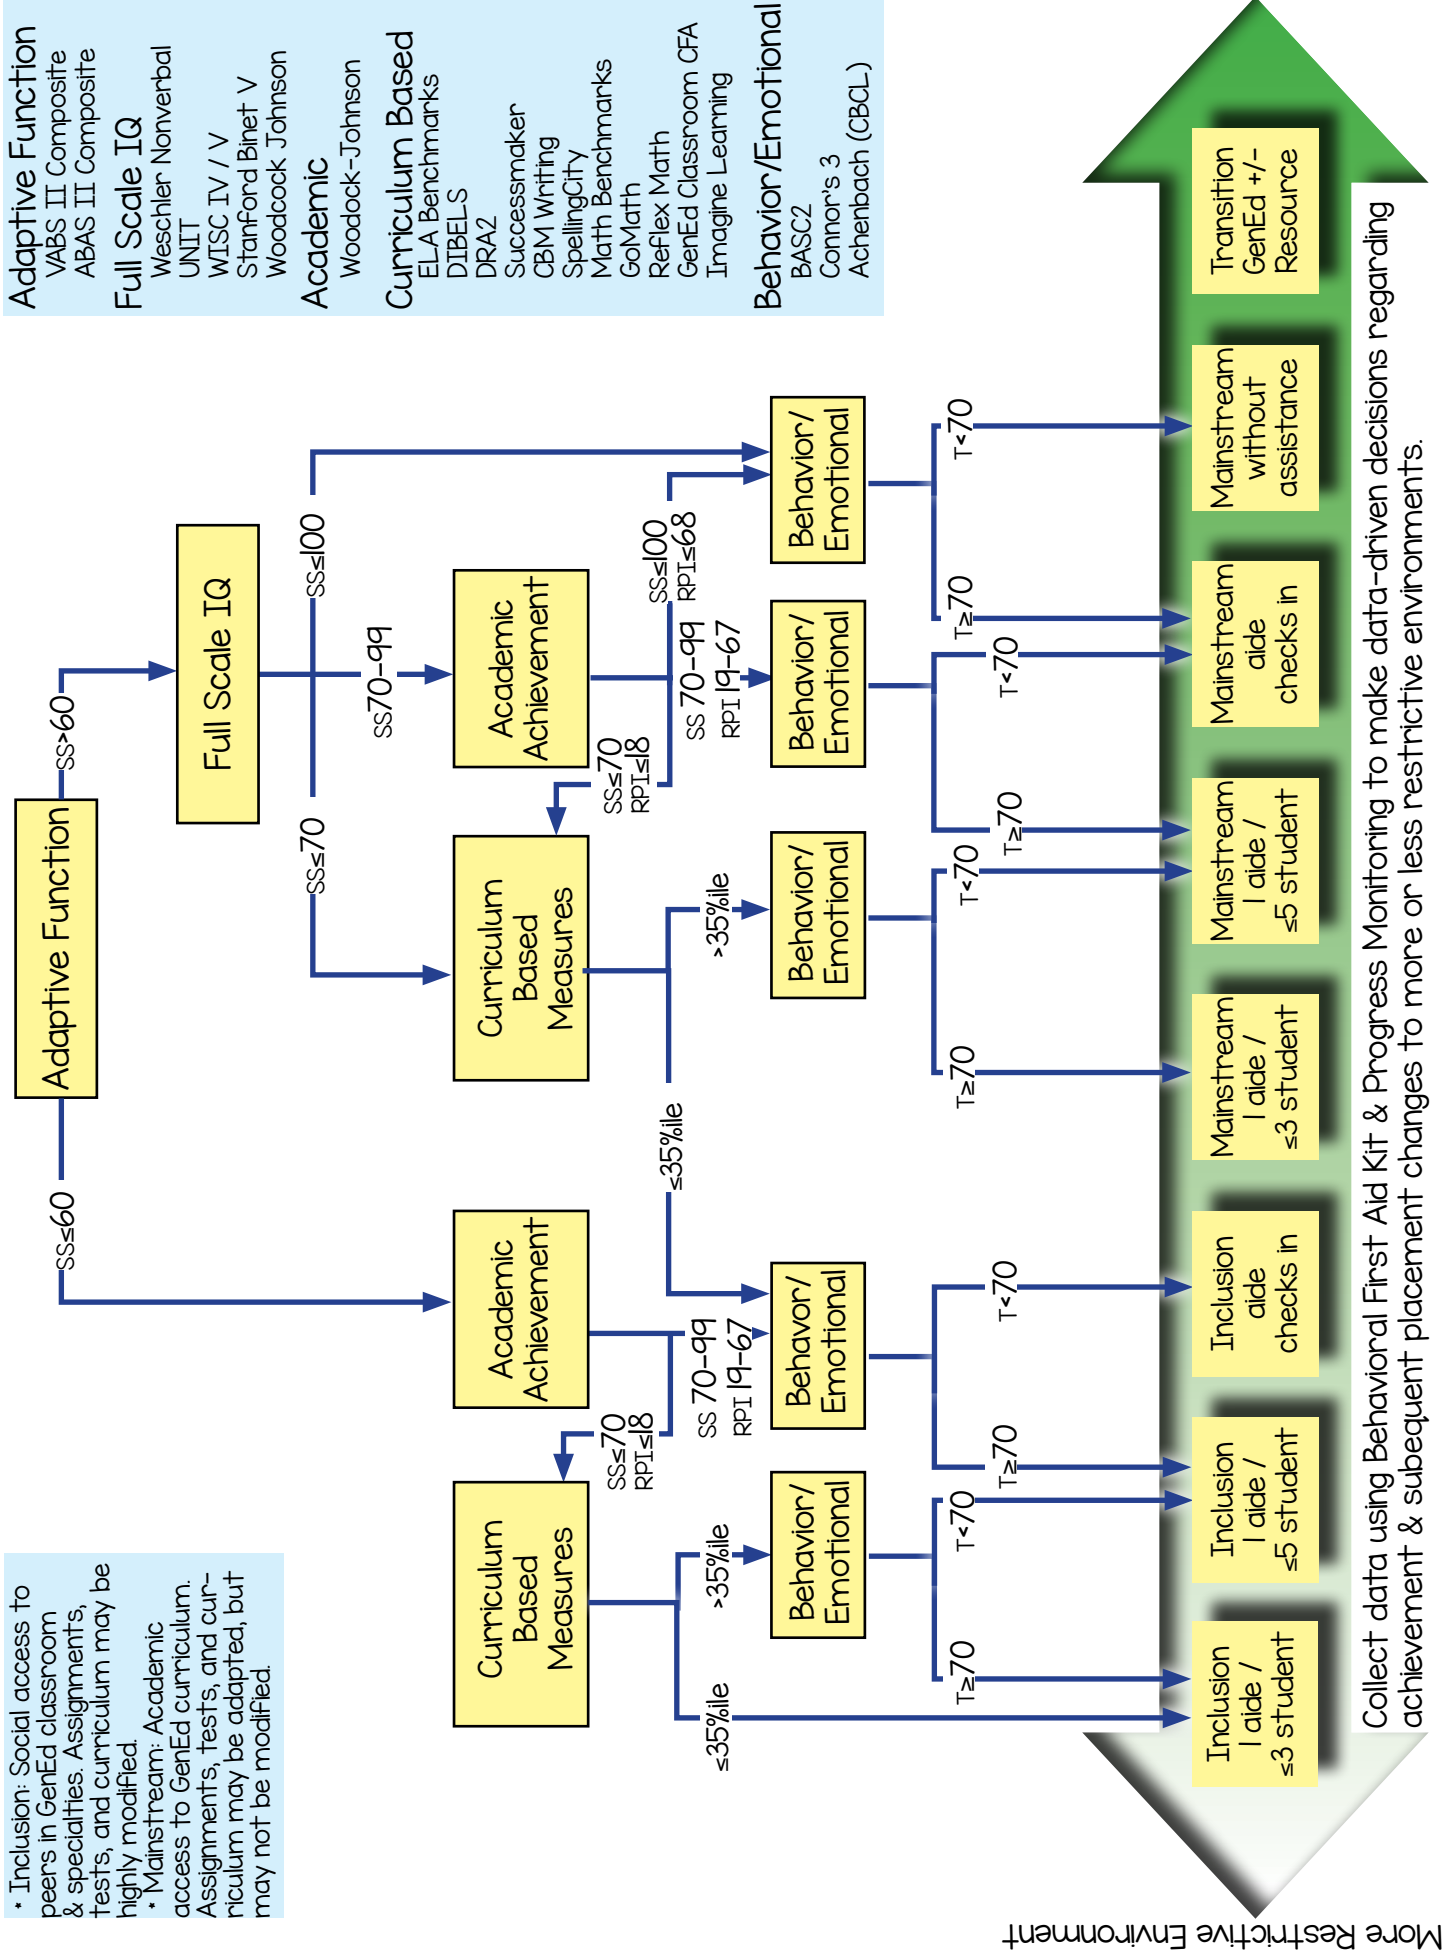 * Inclusion: Social access to
peers in GenEd classroom
& specialties. Assignments,
tests, and curriculum may be
highly modified.
* Mainstream: Academic
access to GenEd curriculum.
Assignments, tests, and cur-
riculum may be adapted, but
may not be modified.
Adaptive Function
SS≤60
SS>60
Full Scale IQ
SS≤70
SS70-99
SS≤100
Adaptive Function
VABS II Composite
ABAS II Composite
Full Scale IQ
Weschler Nonverbal
UNIT
WISC IV / V
Stanford Binet V
Woodcock Johnson
Academic
Woodock-Johnson
Curriculum Based
ELA Benchmarks
DIBELS
DRA2
Successmaker
CBM Writing
SpellingCity
Math Benchmarks
GoMath
Reflex Math
GenEd Classroom CFA
Imagine Learning
Behavior/Emotional
BASC2
Connor's 3
Achenbach (CBCL)
Curriculum
Based
Measures
Academic
Achievement
Curriculum
Based
Measures
Academic
Achievement
SS≤70
RPI≤18
SS≤70
RPI≤18
SS≤100
RPI≤68
≤35%ile
>35%ile
SS 70-99
RPI 19-67
≤35%ile
>35%ile
SS 70-99
RPI 19-67
Behavior/
Emotional
Behavor/
Emotional
Behavior/
Emotional
Behavior/
Emotional
Behavior/
Emotional
T≥70
T<70
T≥70
T<70
T≥70
T<70
T≥70
T<70
T≥70
T<70
Inclusion
1 aide /
≤3 student
Inclusion
1 aide /
≤5 student
Inclusion
aide
checks in
Mainstream
1 aide /
≤3 student
Mainstream
1 aide /
≤5 student
Mainstream
aide
checks in
Mainstream
without
assistance
Transition
GenEd +/-
Resource
More Restrictive Environment
Collect data using Behavioral First Aid Kit & Progress Monitoring to make data-driven decisions regarding
achievement & subequent placement changes to more or less restrictive environments.